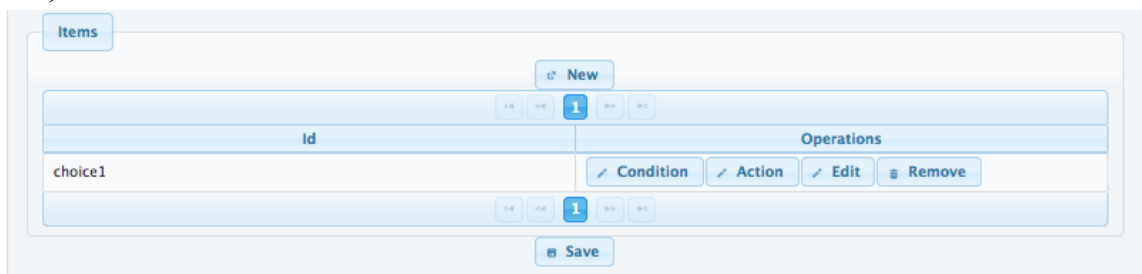 Items
New
1
Id Operations
choice1 Condition Action Edit Remove
1
Save